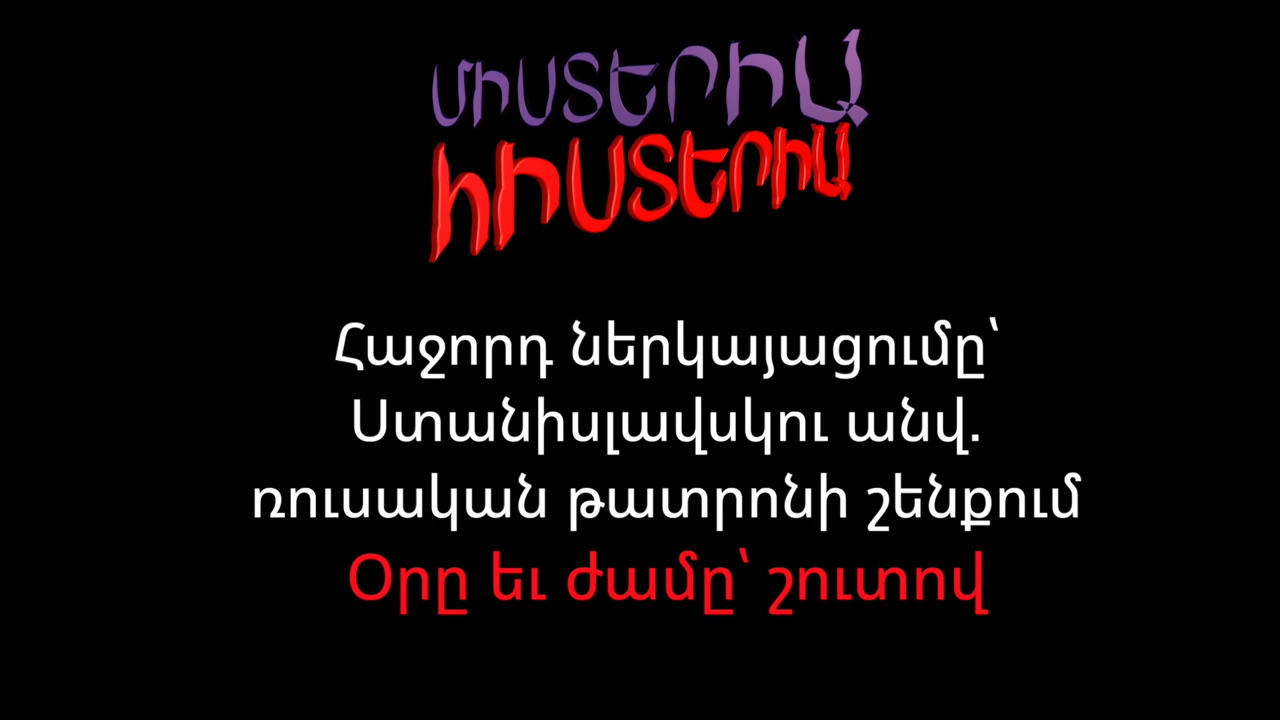 ՄԻՍՏԵՐԻԱ
ՀԻՍՏԵՐԻԱ
Հաջորդ ներկայացումը՝
Ստանիսլավսկու անվ.
ռուսական թատրոնի շենքում
Օրը եւ ժամը՝ շուտով